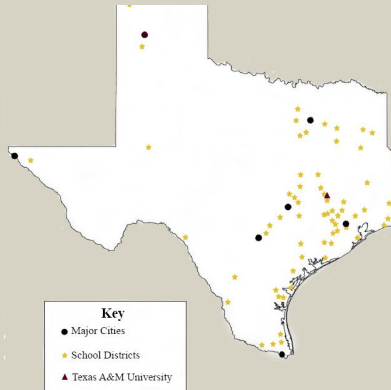 Key
Major Cities
School Districts
Texas A&M University